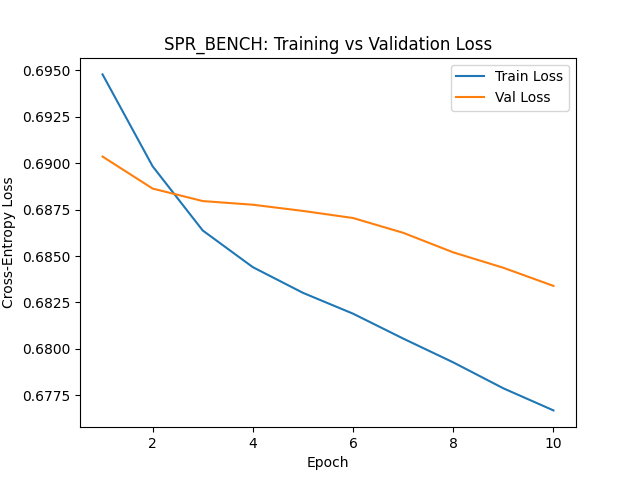 SPR_BENCH: Training vs Validation Loss
Train Loss
Val Loss
Cross-Entropy Loss
0.6950
0.6925
0.6900
0.6875
0.6850
0.6825
0.6800
0.6775
2
4
6
8
10
Epoch